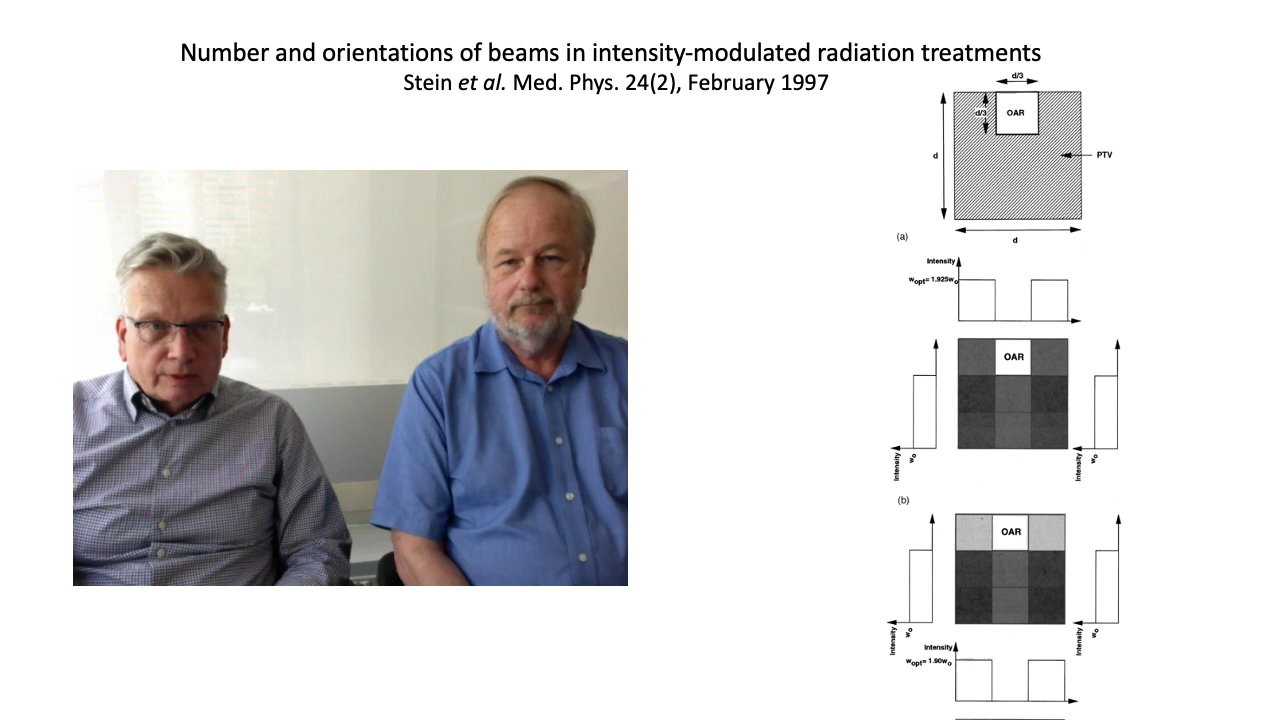 Number and orientations of beams in intensity-modulated radiation treatments
Stein et al. Med. Phys. 24(2), February 1997
d/3
d/3
OAR
d
PTV
(a)
d
Intensity
wopt= 1.925wo
OAR
Intensity
wo
Intensity
wo
(b)
OAR
Intensity
wo
Intensity
wo
Intensity
wopt= 1.90wo